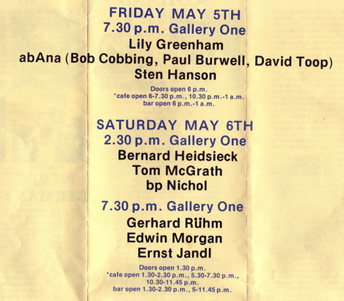 FRIDAY MAY 5TH
7.30 p.m. Gallery One
Lily Greenham
abAna (Bob Cobbing, Paul Burwell, David Toop)
Sten Hanson
Doors open 6 p.m.
*cafe open 6-7.30 p.m., 10.30 p.m.-1 a.m.
bar open 6 p.m.-1 a.m.
SATURDAY MAY 6TH
2.30 p.m. Gallery One
Bernard Heidsieck
Tom McGrath
bp Nichol
7.30 p.m. Gallery One
Gerhard Rühm
Edwin Morgan
Ernst Jandl
Doors open 1.30 p.m.
*cafe open 1.30-2.30 p.m., 5.30-7.30 p.m.,
10.30-11.45 p.m.
bar open 1.30-2.30 p.m., 5-11.45 p.m.